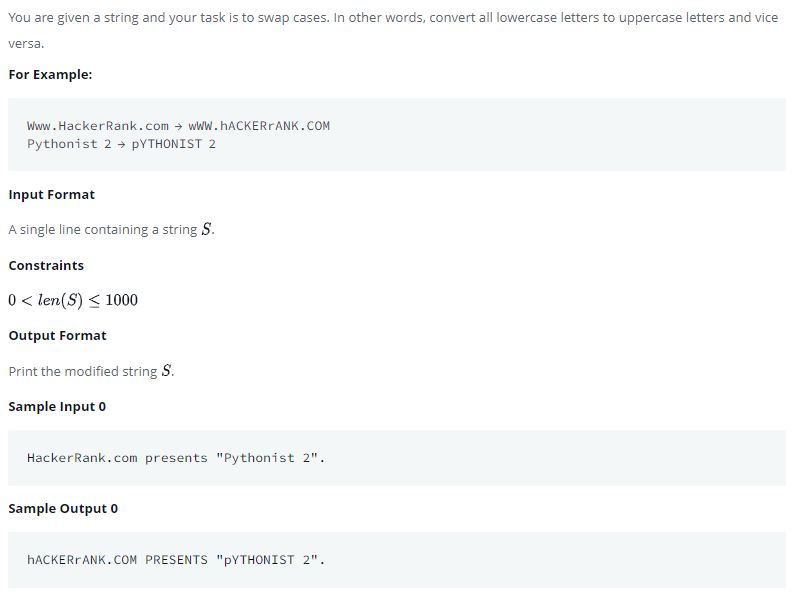 You are given a string and your task is to swap cases. In other words, convert all lowercase letters to uppercase letters and vice
versa.
For Example:
Www.HackerRank.com → wWW.hACKERrANK.COM
Pythonist 2 → pYTHONIST 2
Input Format
A single line containing a string S.
Constraints
0 < len(S) ≤ 1000
Output Format
Print the modified string S.
Sample Input 0
HackerRank.com presents "Pythonist 2".
Sample Output 0
hACKERrANK.COM PRESENTS "pYTHONIST 2".